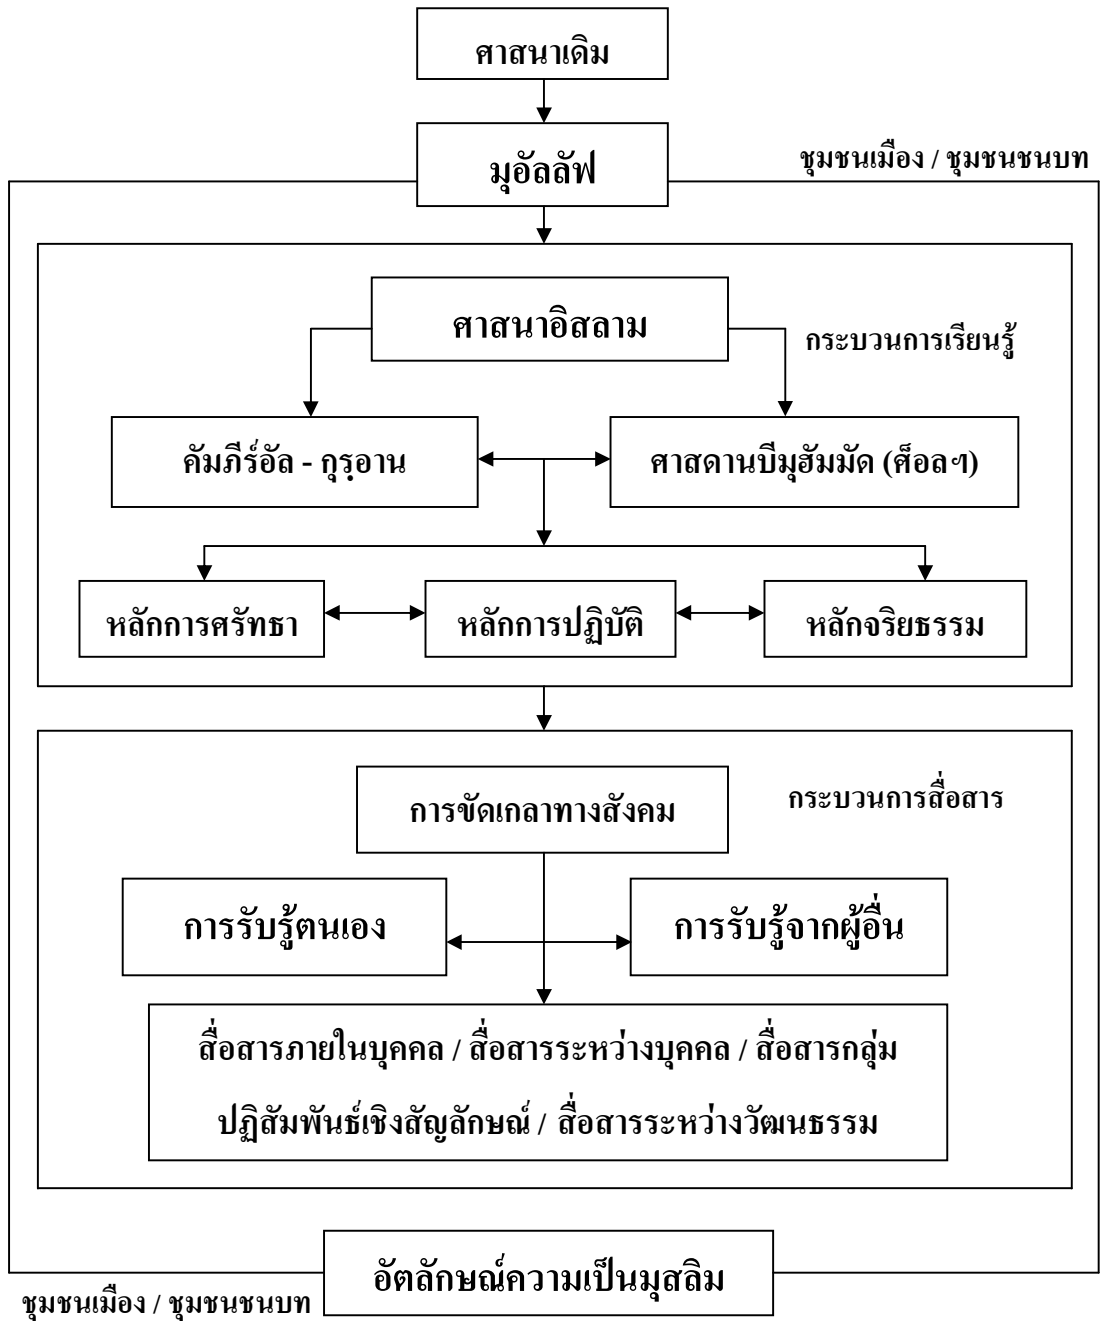 ศาสนาเดิม
มุอัลลัฟ
ชุมชนเมือง / ชุมชนชนบท
ศาสนาอิสลาม
กระบวนการเรียนรู้
คัมภีร์อัล - กุรฺอาน
ศาสดานบีมุฮัมมัด (ศ็อลฯ)
หลักการศรัทธา
หลักการปฏิบัติ
หลักจริยธรรม
การขัดเกลาทางสังคม
กระบวนการสื่อสาร
การรับรู้ตนเอง
การรับรู้จากผู้อื่น
สื่อสารภายในบุคคล / สื่อสารระหว่างบุคคล / สื่อสารกลุ่ม
ปฏิสัมพันธ์เชิงสัญลักษณ์ / สื่อสารระหว่างวัฒนธรรม
อัตลักษณ์ความเป็นมุสลิม
ชุมชนเมือง / ชุมชนชนบท